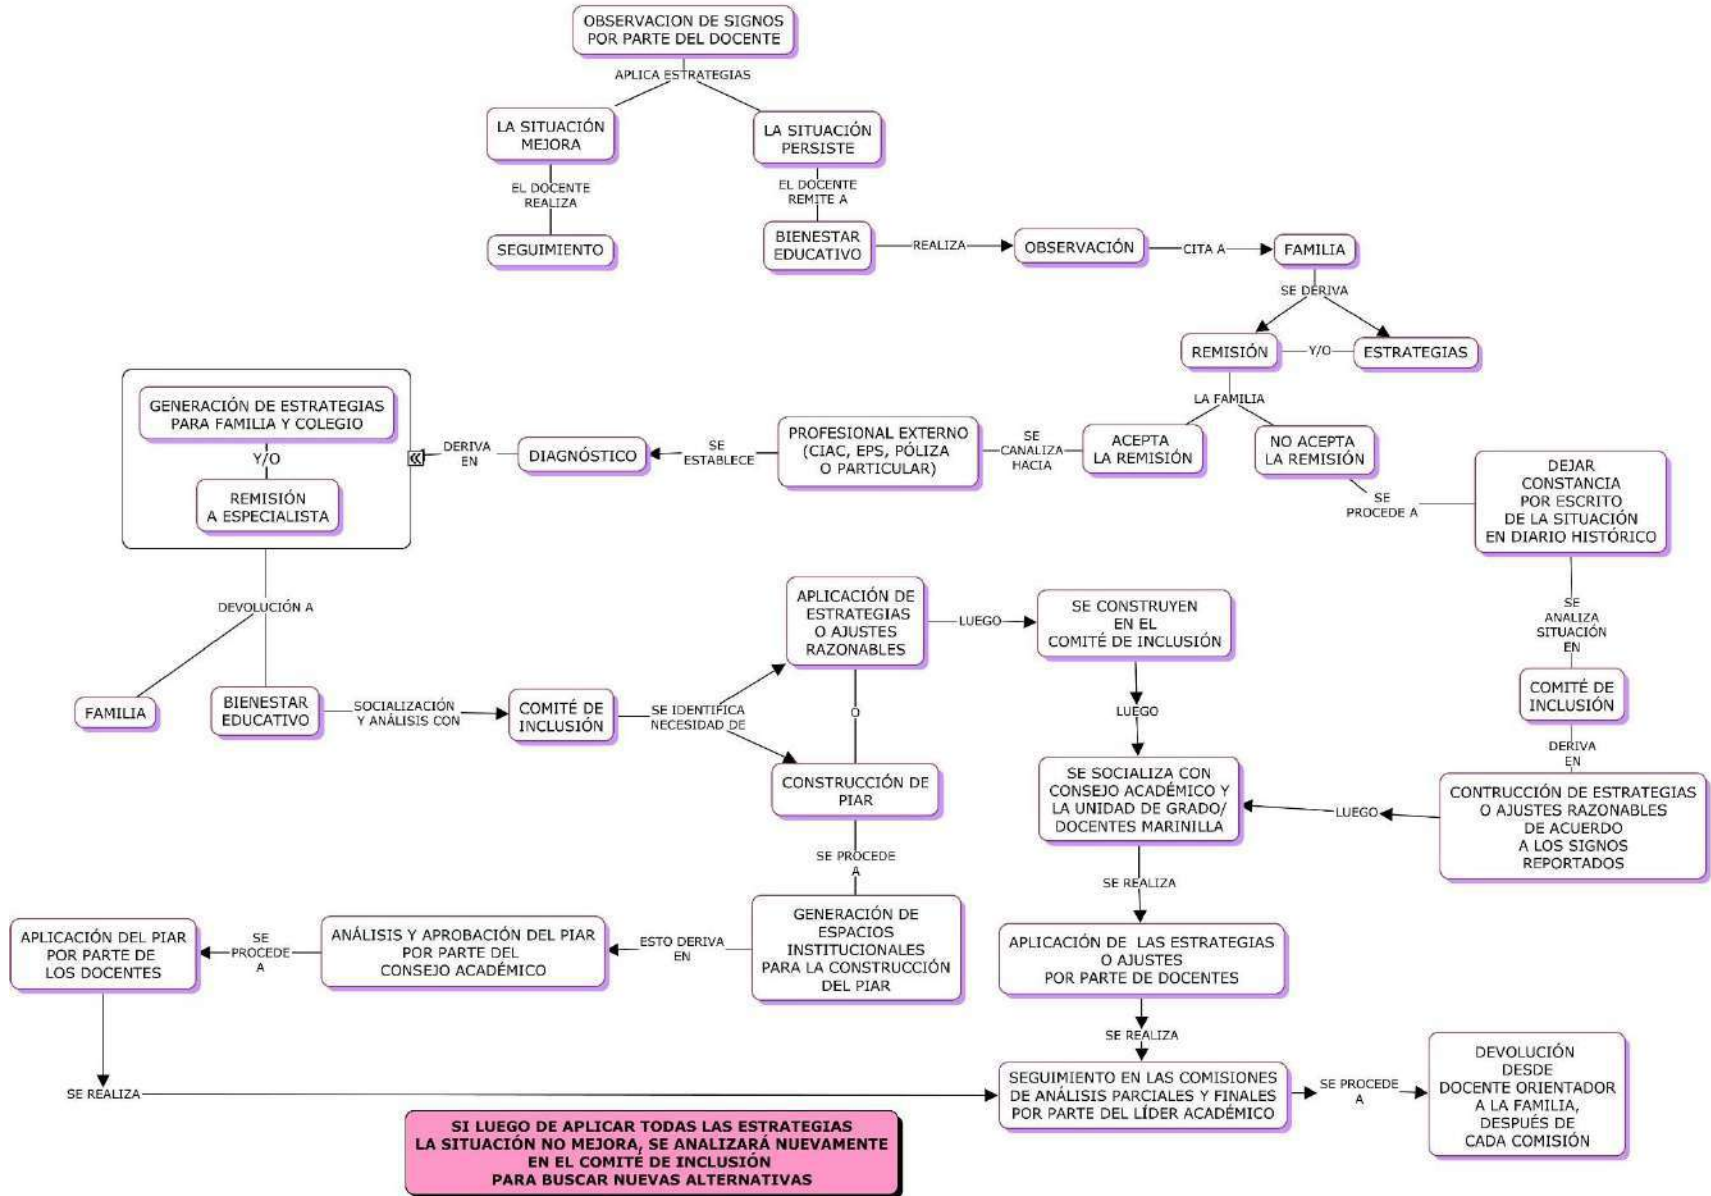 OBSERVACION DE SIGNOS
POR PARTE DEL DOCENTE
APLICA ESTRATEGIAS
LA SITUACIÓN
MEJORA
LA SITUACIÓN
PERSISTE
EL DOCENTE
REALIZA
EL DOCENTE
REMITE A
SEGUIMIENTO
BIENESTAR
EDUCATIVO
REALIZA
OBSERVACIÓN
CITA A
FAMILIA
SE DERIVA
REMISIÓN
Y/O
ESTRATEGIAS
LA FAMILIA
ACEPTA
LA REMISIÓN
NO ACEPTA
LA REMISIÓN
SE
CANALIZA
HACIA
PROFESIONAL EXTERNO
(CIAC, EPS, PÓLIZA
O PARTICULAR)
SE
ESTABLECE
DIAGNÓSTICO
DERIVA
EN
GENERACIÓN DE ESTRATEGIAS
PARA FAMILIA Y COLEGIO
Y/O
REMISIÓN
A ESPECIALISTA
SE
PROCEDE A
DEJAR
CONSTANCIA
POR ESCRITO
DE LA SITUACIÓN
EN DIARIO HISTÓRICO
DEVOLUCIÓN A
FAMILIA
BIENESTAR
EDUCATIVO
SOCIALIZACIÓN
Y ANÁLISIS CON
COMITÉ DE
INCLUSIÓN
SE IDENTIFICA
NECESIDAD DE
APLICACIÓN DE
ESTRATEGIAS
O AJUSTES
RAZONABLES
O
CONSTRUCCIÓN DE
PIAR
LUEGO
SE CONSTRUYEN
EN EL
COMITÉ DE INCLUSIÓN
LUEGO
SE SOCIALIZA CON
CONSEJO ACADÉMICO Y
LA UNIDAD DE GRADO/
DOCENTES MARINILLA
SE
ANALIZA
SITUACIÓN
EN
COMITÉ DE
INCLUSIÓN
DERIVA
EN
CONTRUCCIÓN DE ESTRATEGIAS
O AJUSTES RAZONABLES
DE ACUERDO
A LOS SIGNOS
REPORTADOS
LUEGO
SE PROCEDE
A
GENERACIÓN DE
ESPACIOS
INSTITUCIONALES
PARA LA CONSTRUCCIÓN
DEL PIAR
ESTO DERIVA
EN
ANÁLISIS Y APROBACIÓN DEL PIAR
POR PARTE DEL
CONSEJO ACADÉMICO
SE
PROCEDE
A
APLICACIÓN DEL PIAR
POR PARTE DE
LOS DOCENTES
SE REALIZA
SE REALIZA
APLICACIÓN DE LAS ESTRATEGIAS
O AJUSTES
POR PARTE DE DOCENTES
SE REALIZA
SEGUIMIENTO EN LAS COMISIONES
DE ANÁLISIS PARCIALES Y FINALES
POR PARTE DEL LÍDER ACADÉMICO
SE PROCEDE
A
DEVOLUCIÓN
DESDE
DOCENTE ORIENTADOR
A LA FAMILIA,
DESPUÉS DE
CADA COMISIÓN
SI LUEGO DE APLICAR TODAS LAS ESTRATEGIAS
LA SITUACIÓN NO MEJORA, SE ANALIZARÁ NUEVAMENTE
EN EL COMITÉ DE INCLUSIÓN
PARA BUSCAR NUEVAS ALTERNATIVAS